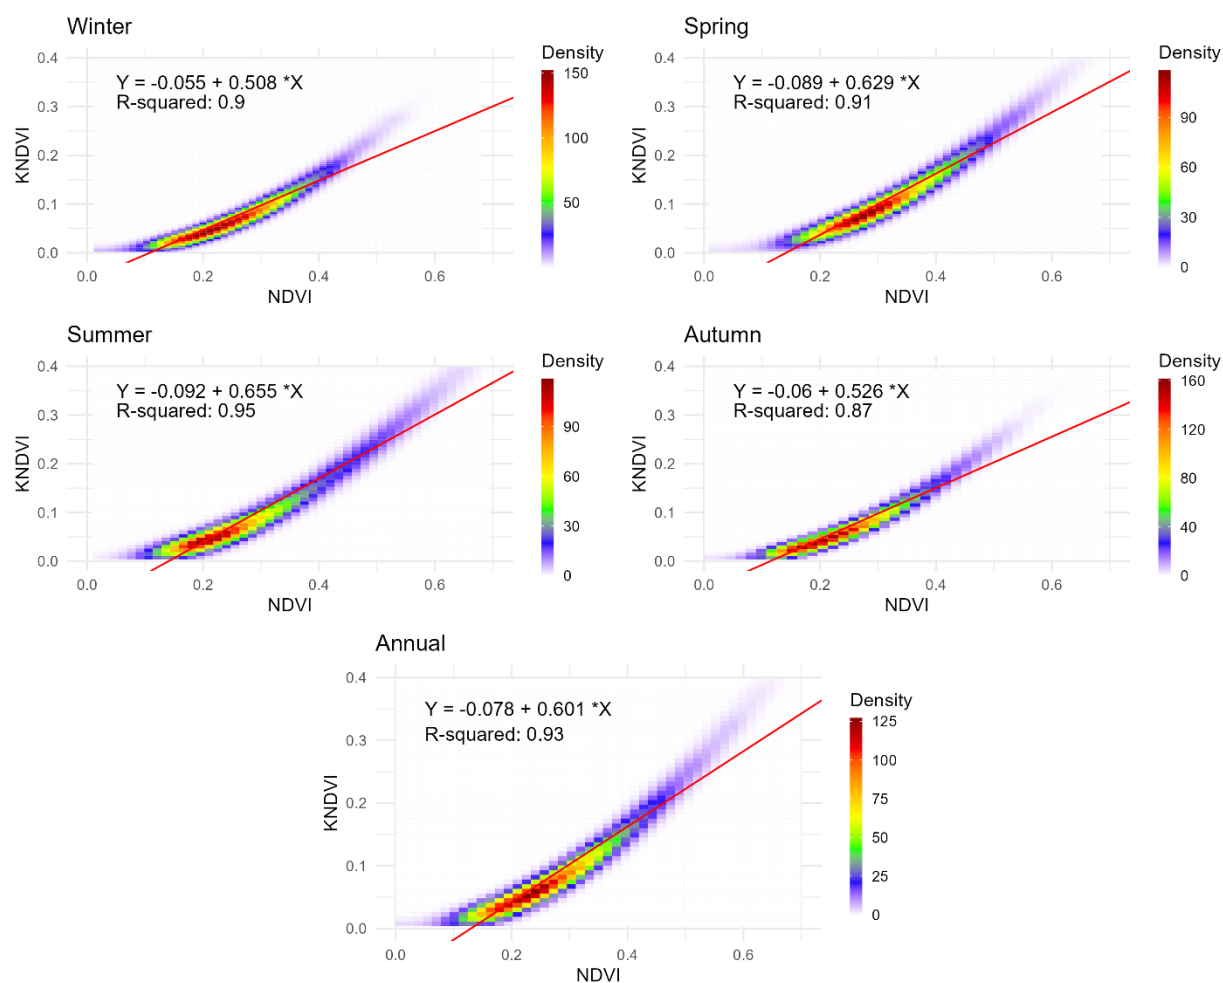 Winter
Density
Y = -0.055 + 0.508 *X
R-squared: 0.9
KNDVI
0.4
0.3
0.2
0.1
0.0
0.0 0.2 0.4 0.6
NDVI
150
100
50
Spring
Density
Y = -0.089 + 0.629 *X
R-squared: 0.91
KNDVI
0.4
0.3
0.2
0.1
0.0
0.0 0.2 0.4 0.6
NDVI
90
60
30
0
Summer
Density
Y = -0.092 + 0.655 *X
R-squared: 0.95
KNDVI
0.4
0.3
0.2
0.1
0.0
0.0 0.2 0.4 0.6
NDVI
90
60
30
0
Autumn
Density
Y = -0.06 + 0.526 *X
R-squared: 0.87
KNDVI
0.4
0.3
0.2
0.1
0.0
0.0 0.2 0.4 0.6
NDVI
160
120
80
40
0
Annual
Density
Y = -0.078 + 0.601 *X
R-squared: 0.93
KNDVI
0.4
0.3
0.2
0.1
0.0
0.0 0.2 0.4 0.6
NDVI
125
100
75
50
25
0